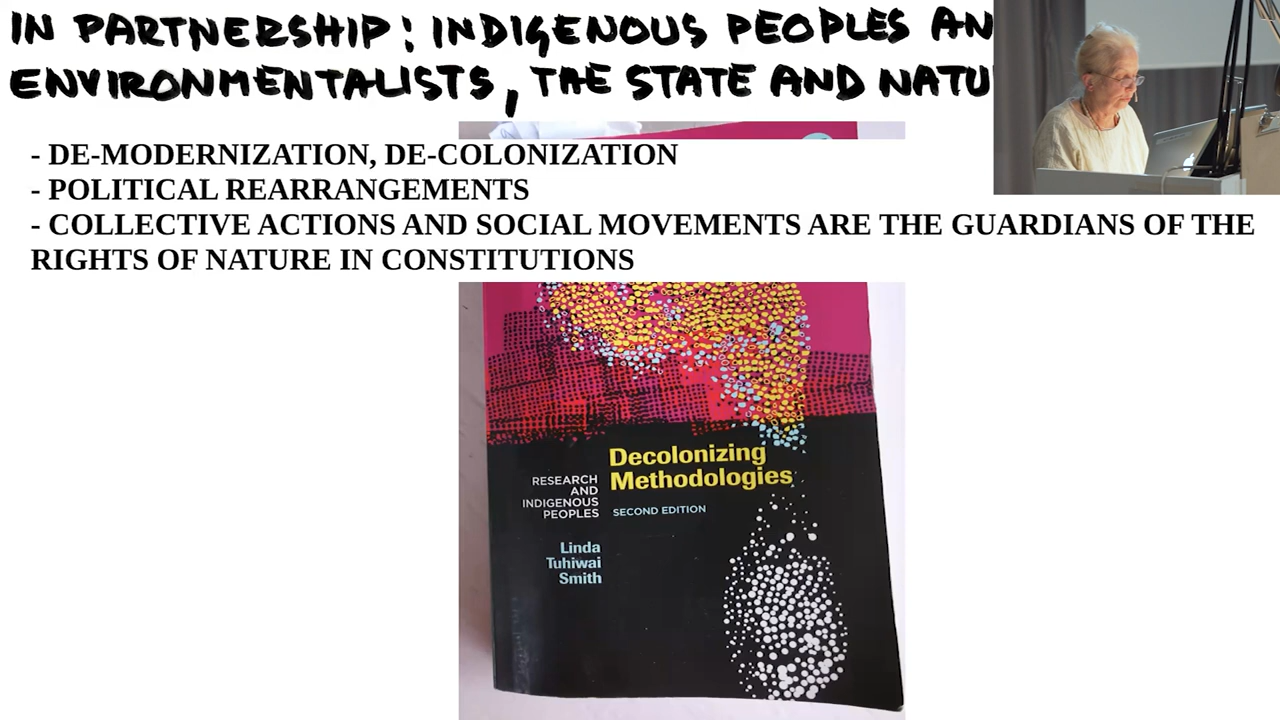 IN PARTNERSHIP: INDIGENOUS PEOPLES
ENVIRONMENTALISTS, THE STATE AND
- DE-MODERNIZATION, DE-COLONIZATION
- POLITICAL REARRANGEMENTS
- COLLECTIVE ACTIONS AND SOCIAL MOVEMENTS ARE THE GUARDIANS OF THE
RIGHTS OF NATURE IN CONSTITUTIONS
Decolonizing
Methodologies
RESEARCH
AND
INDIGENOUS
PEOPLES
SECOND EDITION
Linda
Tuhiwai
Smith